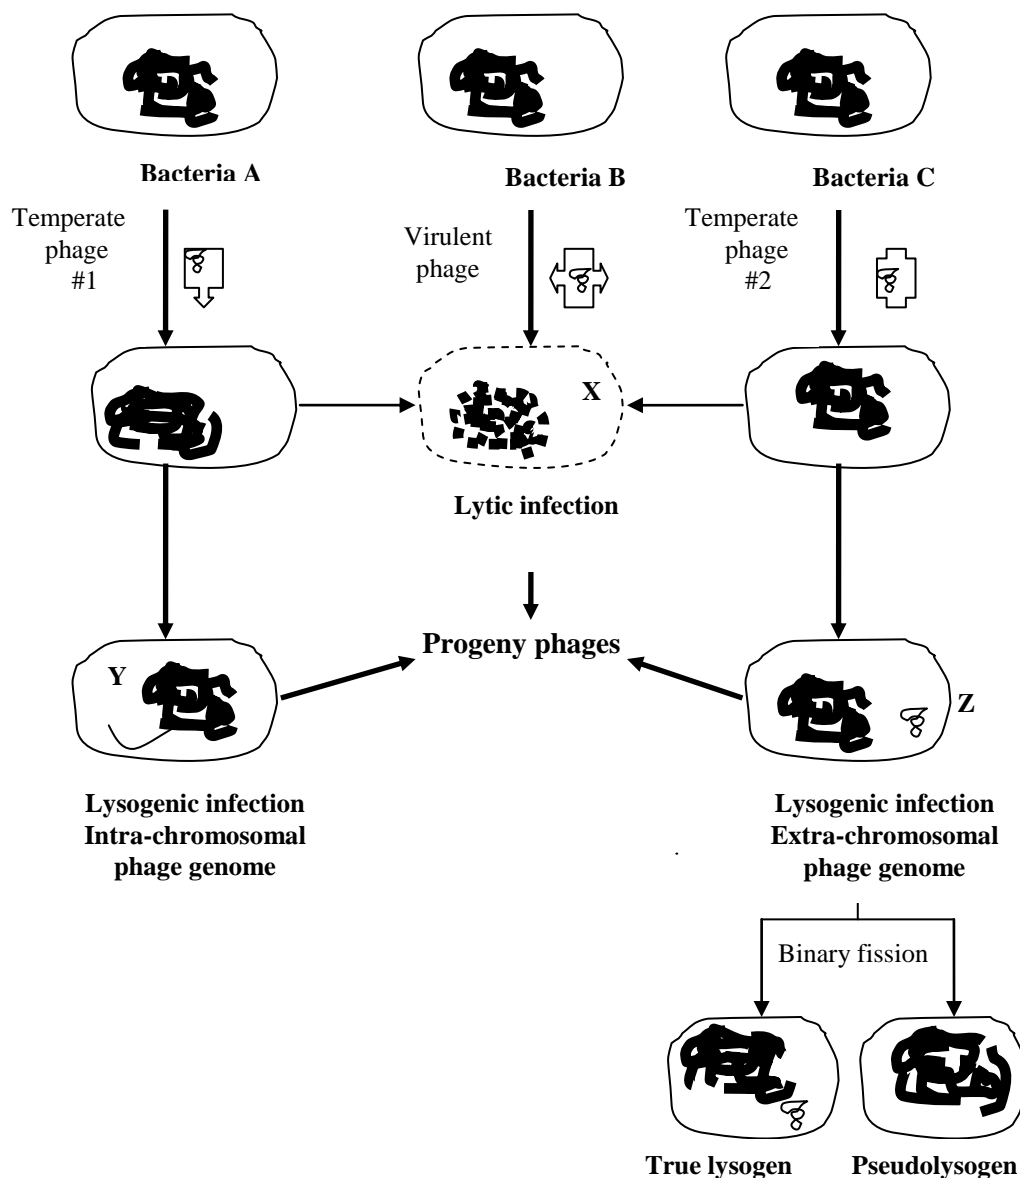 Bacteria A
Bacteria B
Bacteria C
Temperate
phage
#1
Virulent
phage
Temperate
phage
#2
X
Lytic infection
Progeny phages
Y
Z
Lysogenic infection
Intra-chromosomal
phage genome
Lysogenic infection
Extra-chromosomal
phage genome
.
Binary fission
True lysogen
Pseudolysogen